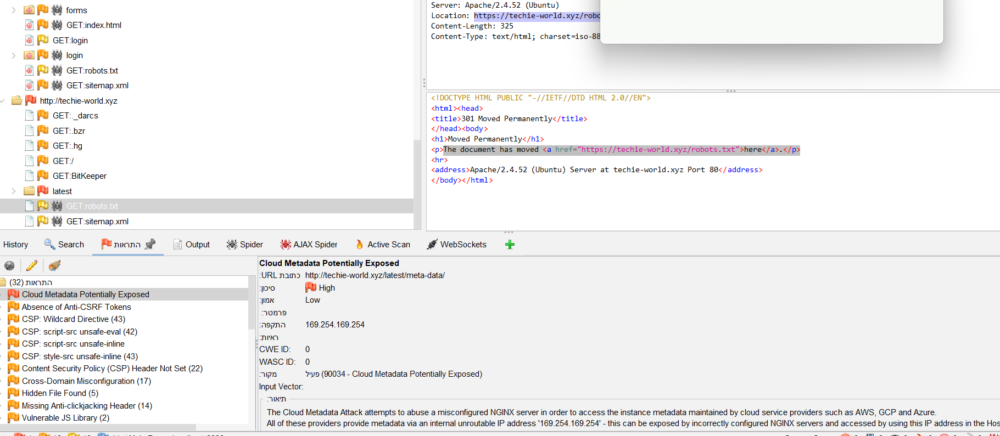 forms
GET:index.html
GET:login
login
GET:robots.txt
GET:sitemap.xml
http://techie-world.xyz
GET:._darcs
GET:.bzr
GET:.hg
GET:/
GET:BitKeeper
latest
GET:robots.txt
GET:sitemap.xml
Server: Apache/2.4.52 (Ubuntu)
Location: https://techie-world.xyz/robo
Content-Length: 325
Content-Type: text/html; charset=iso-88
<!DOCTYPE HTML PUBLIC "-//IETF//DTD HTML 2.0//EN">
<html><head>
<title>301 Moved Permanently</title>
</head><body>
<h1>Moved Permanently</h1>
<p>The document has moved <a href="https://techie-world.xyz/robots.txt">here</a>.</p>
<hr>
<address>Apache/2.4.52 (Ubuntu) Server at techie-world.xyz Port 80</address>
</body></html>
History Search התראות Output Spider AJAX Spider Active Scan WebSockets
התראות (32)
Cloud Metadata Potentially Exposed
Absence of Anti-CSRF Tokens
CSP: Wildcard Directive (43)
CSP: script-src unsafe-eval (42)
CSP: script-src unsafe-inline
CSP: style-src unsafe-inline (43)
Content Security Policy (CSP) Header Not Set (22)
Cross-Domain Misconfiguration (17)
Hidden File Found (5)
Missing Anti-clickjacking Header (14)
Vulnerable JS Library (2)
Cloud Metadata Potentially Exposed
כתובת URL: http://techie-world.xyz/latest/meta-data/
סיכון: High
אמון: Low
פרמטר:
התקפה: 169.254.169.254
ראיות:
CWE ID: 0
WASC ID: 0
מקור: פעיל (90034 - Cloud Metadata Potentially Exposed)
Input Vector:
תיאור:
The Cloud Metadata Attack attempts to abuse a misconfigured NGINX server in order to access the instance metadata maintained by cloud service providers such as AWS, GCP and Azure.
All of these providers provide metadata via an internal unroutable IP address '169.254.169.254' - this can be exposed by incorrectly configured NGINX servers and accessed by using this IP address in the Hos